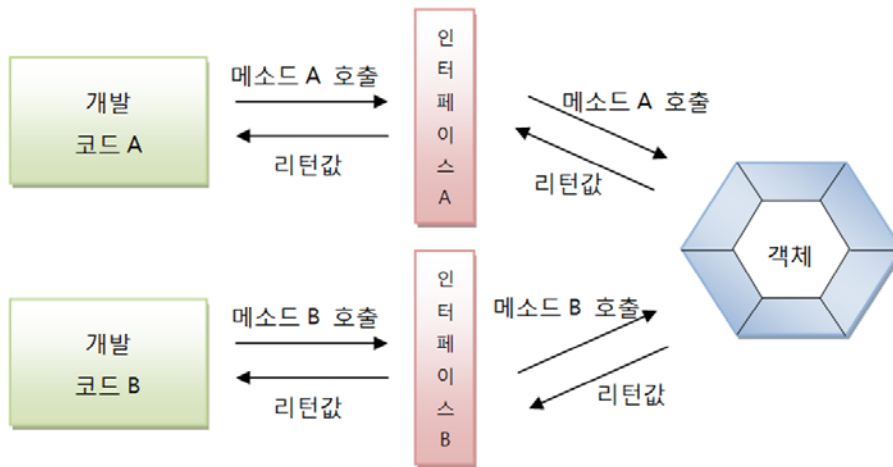 개발
코드 A
메소드 A 호출
리턴값
인터페이스 A
메소드 A 호출
리턴값
객체
개발
코드 B
메소드 B 호출
리턴값
인터페이스 B
메소드 B 호출
리턴값